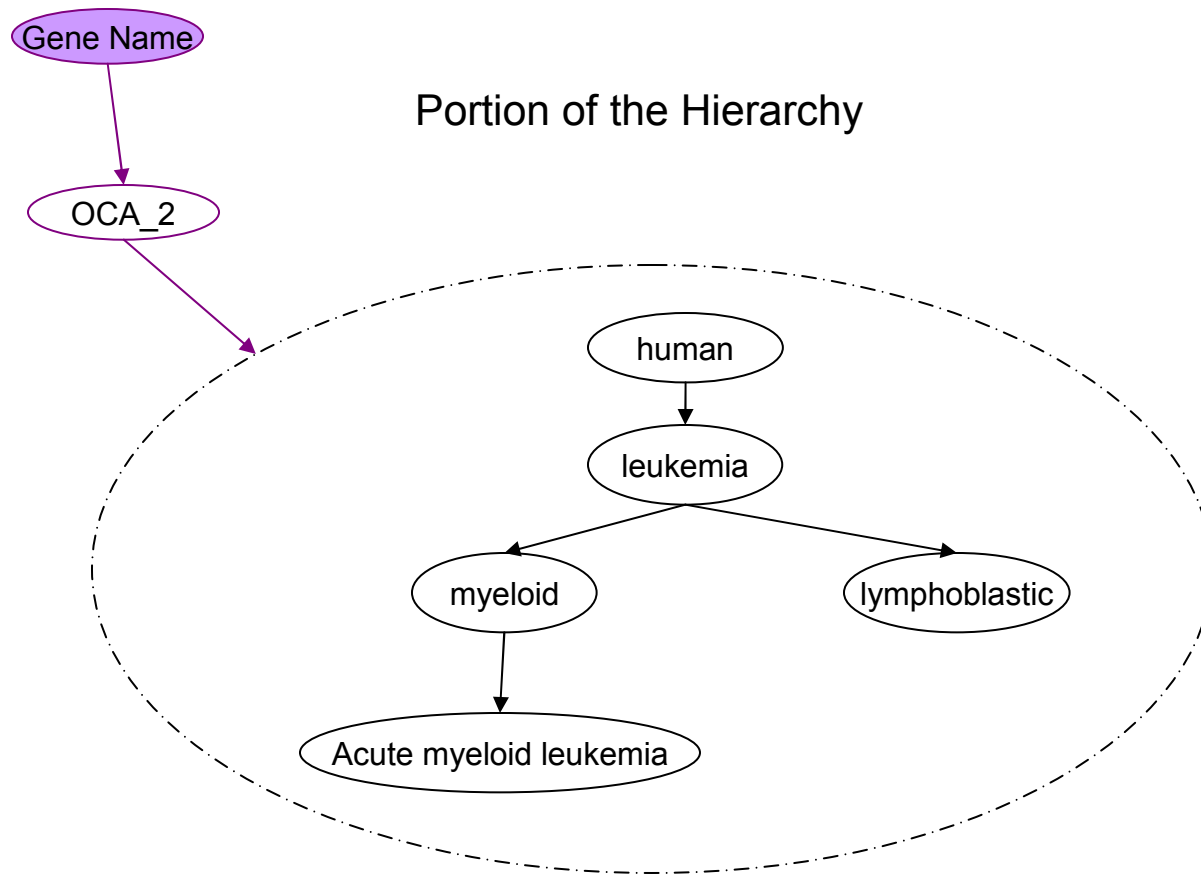 Gene Name
Portion of the Hierarchy
OCA_2
human
leukemia
myeloid
lymphoblastic
Acute myeloid leukemia